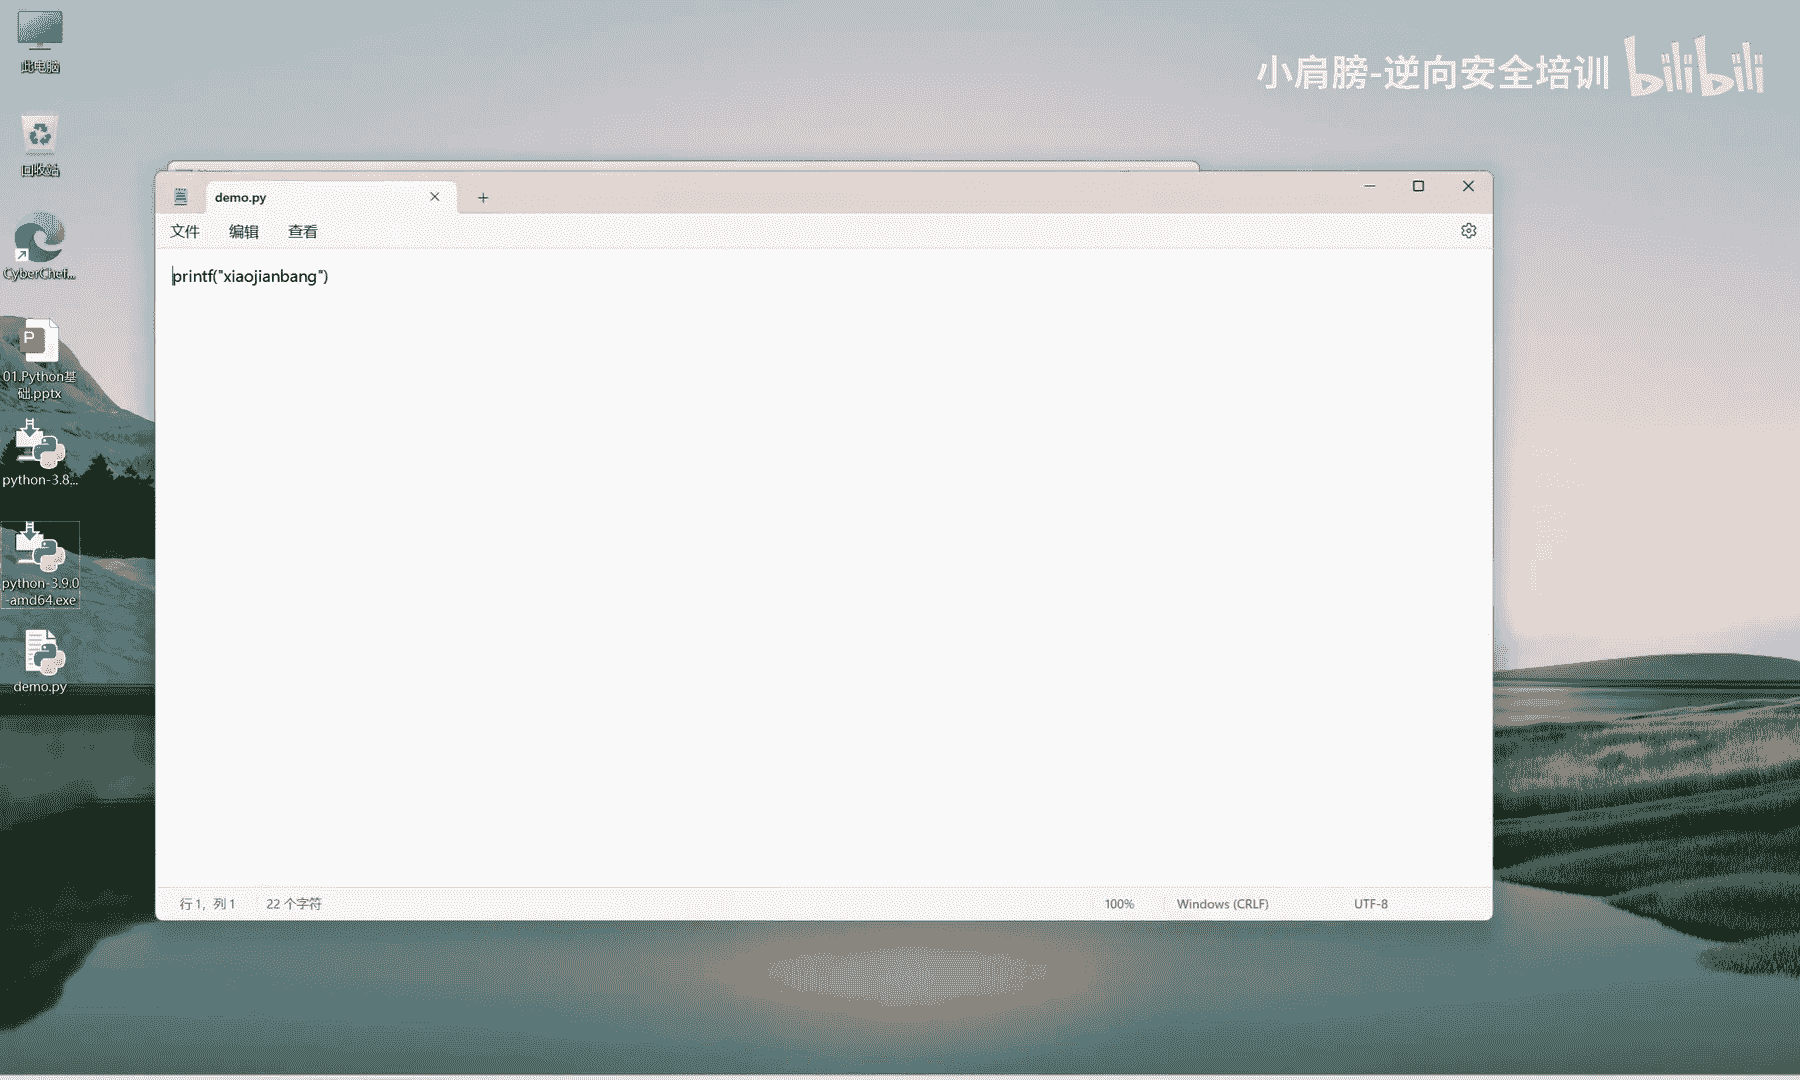 此电脑
小肩膀-逆向安全培训 bilibili
回收站
demo.py
文件 编辑 查看
CyberChef...
printf("xiaojianbang")
01.Python基
础.pptx
python-3.8...
python-3.9.0
-amd64.exe
demo.py
行 1，列 1 22 个字符 100% Windows (CRLF) UTF-8